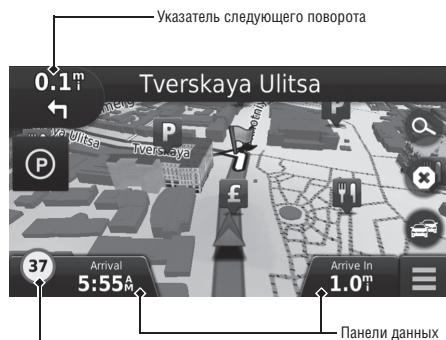 Указатель следующего поворота
0.1 mi
Tverskaya Ulitsa
P
P
P
Tverskaya
£
37
Arrival
5:55 AM
Arrive In
1.0 mi
Панели данных